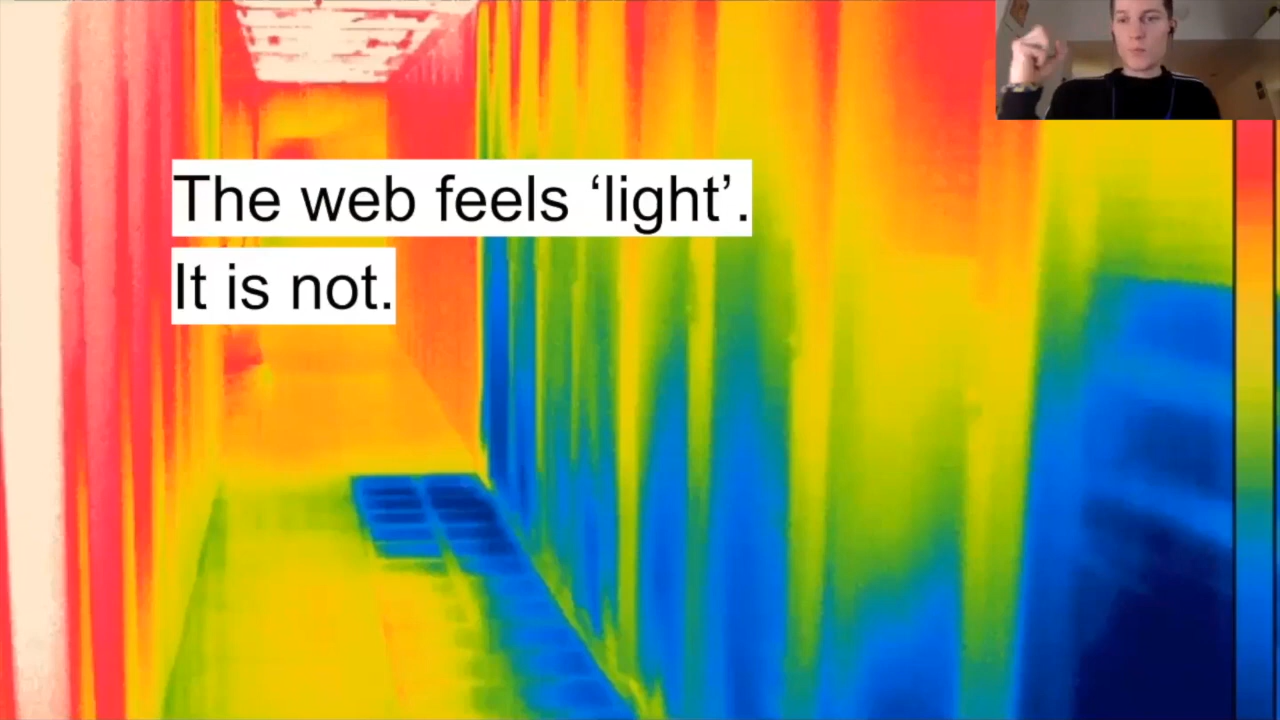 The web feels ‘light’.
It is not.